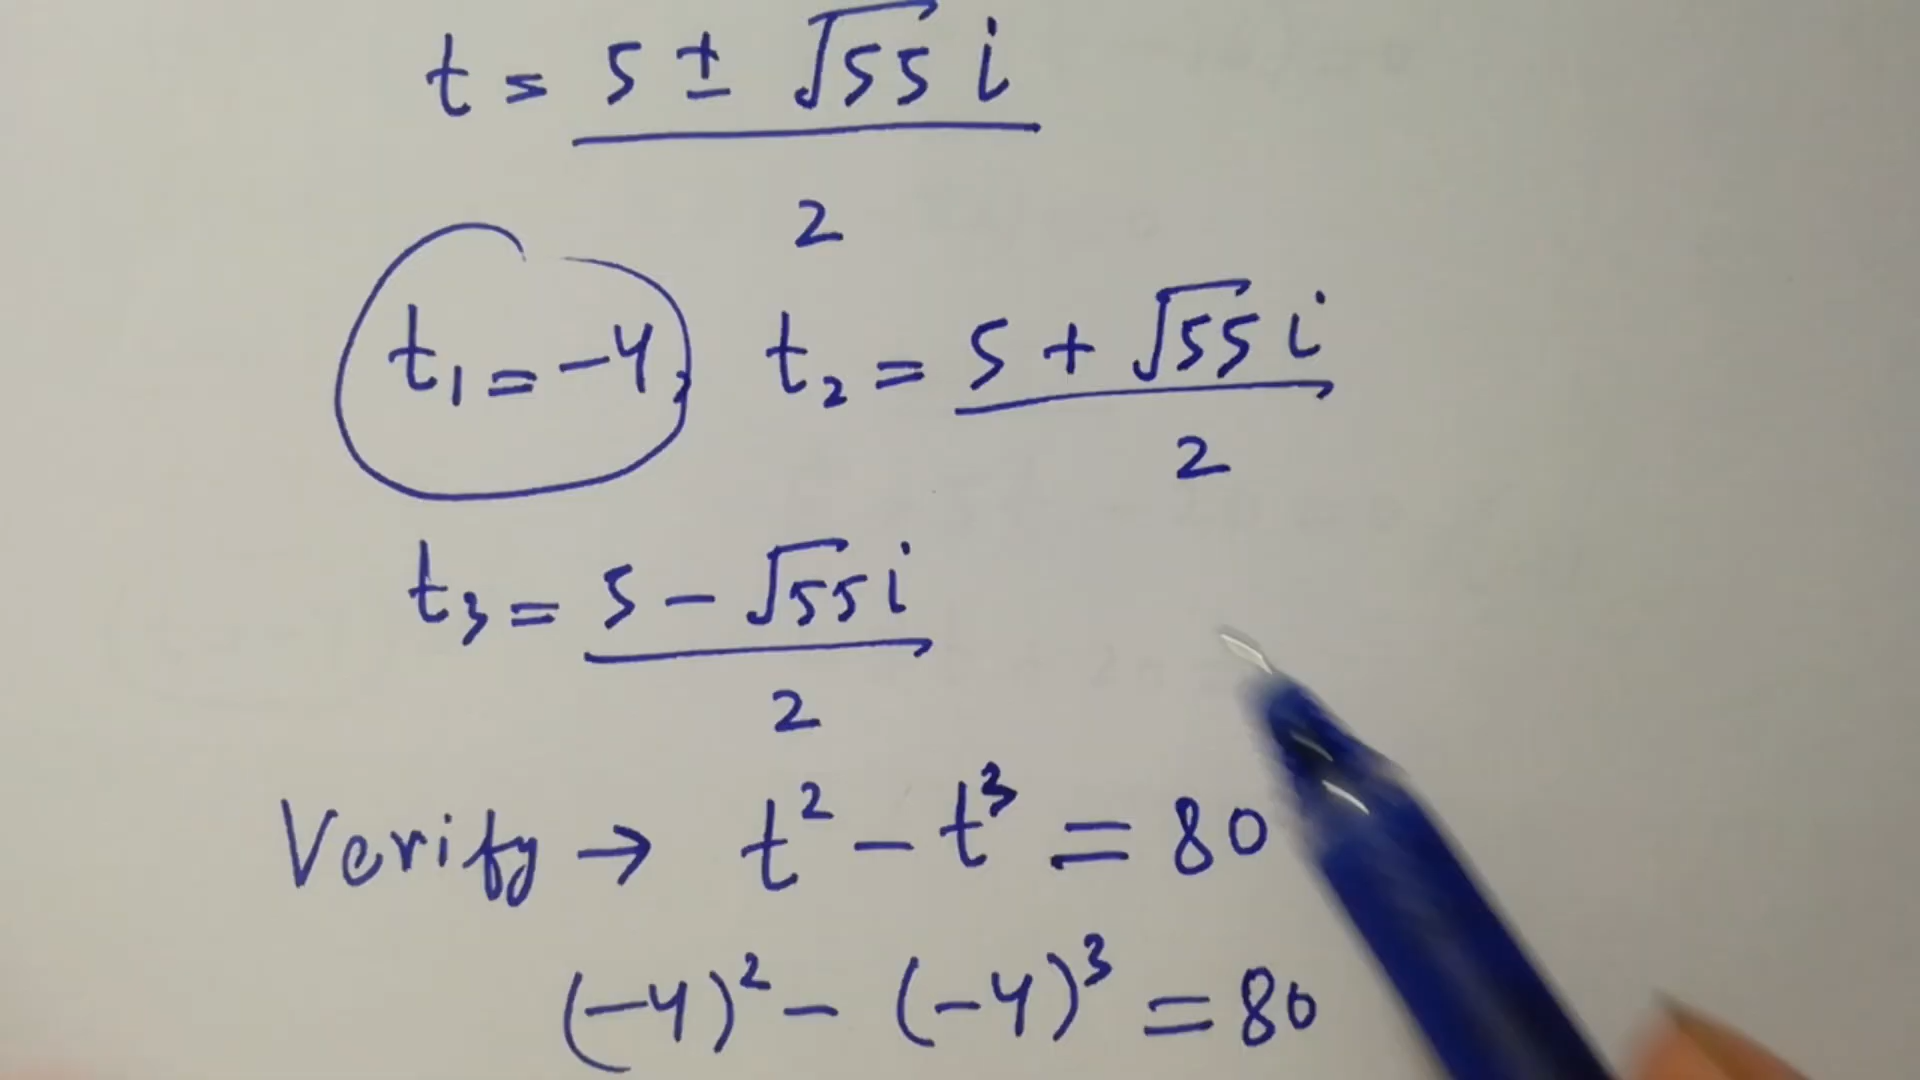 t = 5 ± √55 i
2
t₁ = -4, t₂ = 5 + √55 i
2
t₃ = 5 - √55 i
2
Verify → t² - t³ = 80
(-4)² - (-4)³ = 80